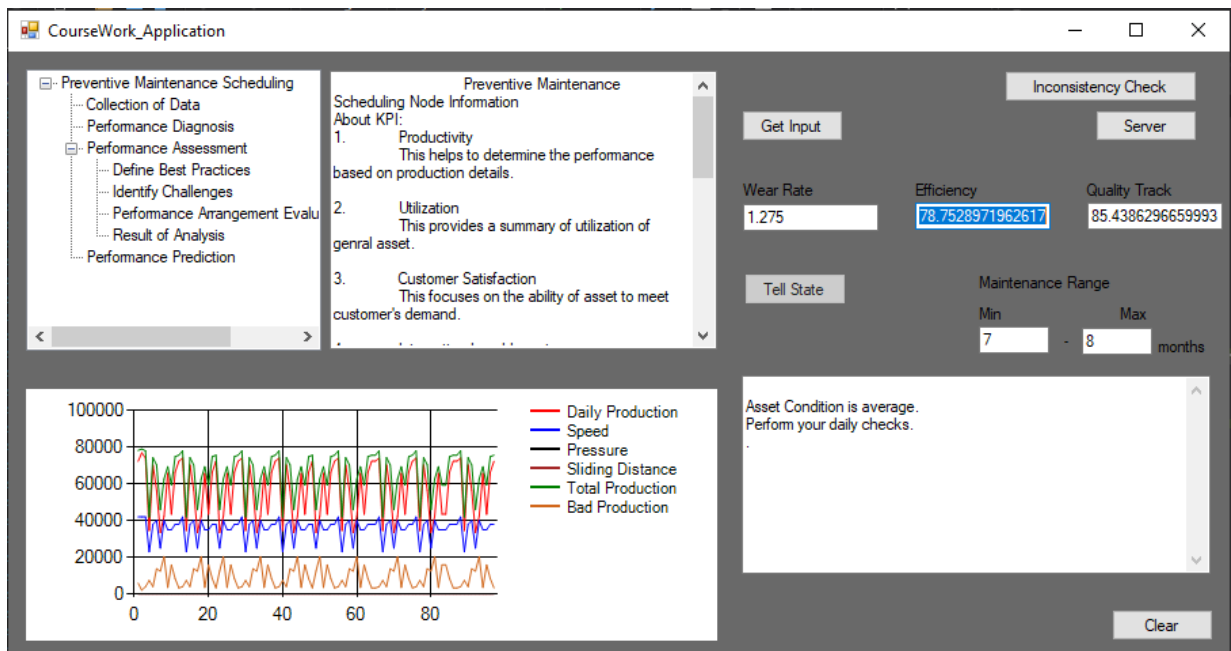 CourseWork_Application
Preventive Maintenance Scheduling
Collection of Data
Performance Diagnosis
Performance Assessment
Define Best Practices
Identify Challenges
Performance Arrangement Evalu
Result of Analysis
Performance Prediction
Preventive Maintenance
Scheduling Node Information
About KPI:
1. Productivity
This helps to determine the performance
based on production details.
2. Utilization
This provides a summary of utilization of
genral asset.
3. Customer Satisfaction
This focuses on the ability of asset to meet
customer's demand.
Inconsistency Check
Get Input
Server
Wear Rate
Efficiency
Quality Track
1.275
78.7528971962617
85.4386296659993
Tell State
Maintenance Range
Min
Max
7
-
8
months
Asset Condition is average.
Perform your daily checks.
.
100000
80000
60000
40000
20000
0
0
20
40
60
80
Daily Production
Speed
Pressure
Sliding Distance
Total Production
Bad Production
Clear